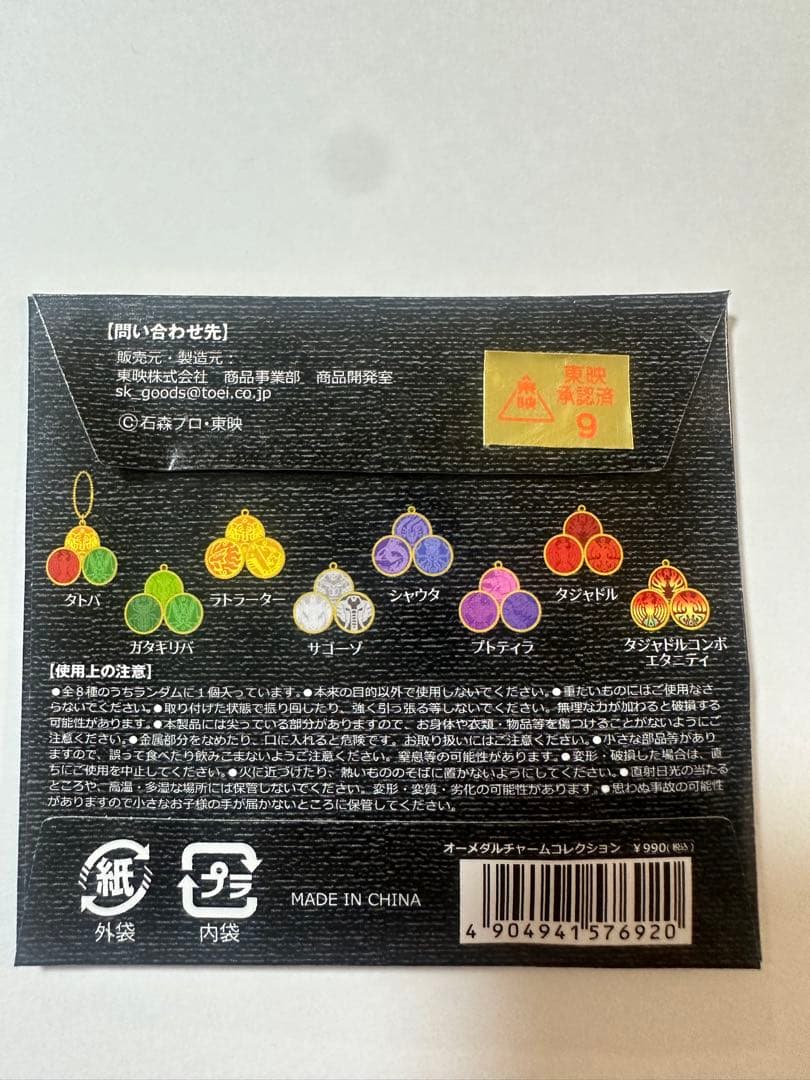 【問い合わせ先】
販売元・製造元：
東映株式会社　商品事業部　商品開発室
sk_goods@toei.co.jp
©石森プロ・東映
東映
東映
承認済
9
タトバ
ガタキリバ
ラトラーター
サゴーゾ
シャウタ
プトティラ
タジャドル
タジャドルコンボ
エタニティ
【使用上の注意】
●全8種のうちランダムに1個入っています。●本来の目的以外で使用しないでください。●重たいものにはご使用なさ
らないでください。●取り付けた状態で振り回したり、強く引っ張る等しないでください。無理な力が加わると破損する
可能性があります。●本製品には尖っている部分がありますので、お身体や衣類・物品等を傷つけることがないようにご
注意ください。●金属部分をなめたり、口に入れると危険です。お取り扱いにはご注意ください。●小さな部品等があり
ますので、誤って食べたり飲みこまないようご注意ください。窒息等の可能性があります。●変形・破損した場合は、直
ちにご使用を中止してください。●火に近づけたり、熱いもののそばに置かないようにしてください。●直射日光の当たる
ところや、高温・多湿な場所には保管しないでください。変形・変質・劣化の可能性があります。●思わぬ事故の可能性
がありますので小さなお子様の手が届かないところに保管してください。
オーメダルチャームコレクション　¥990(税込)
紙
外袋
プラ
内袋
MADE IN CHINA
4 904941 576920